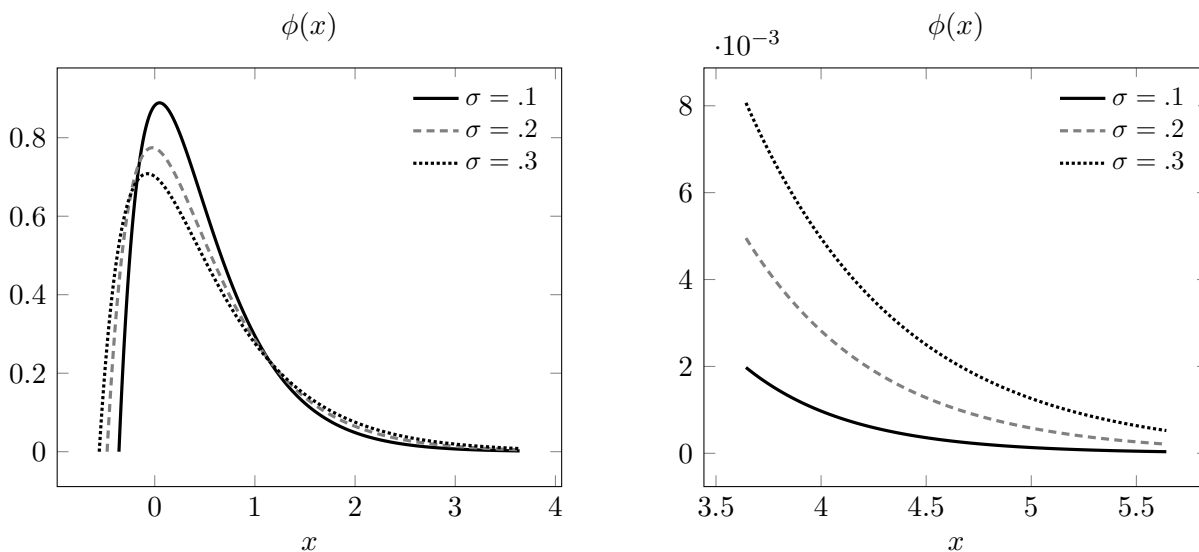 ϕ(x)
σ = .1
σ = .2
σ = .3
0.8
0.6
0.4
0.2
0
0 1 2 3 4
x
ϕ(x)
·10⁻³
σ = .1
σ = .2
σ = .3
8
6
4
2
0
3.5 4 4.5 5 5.5
x